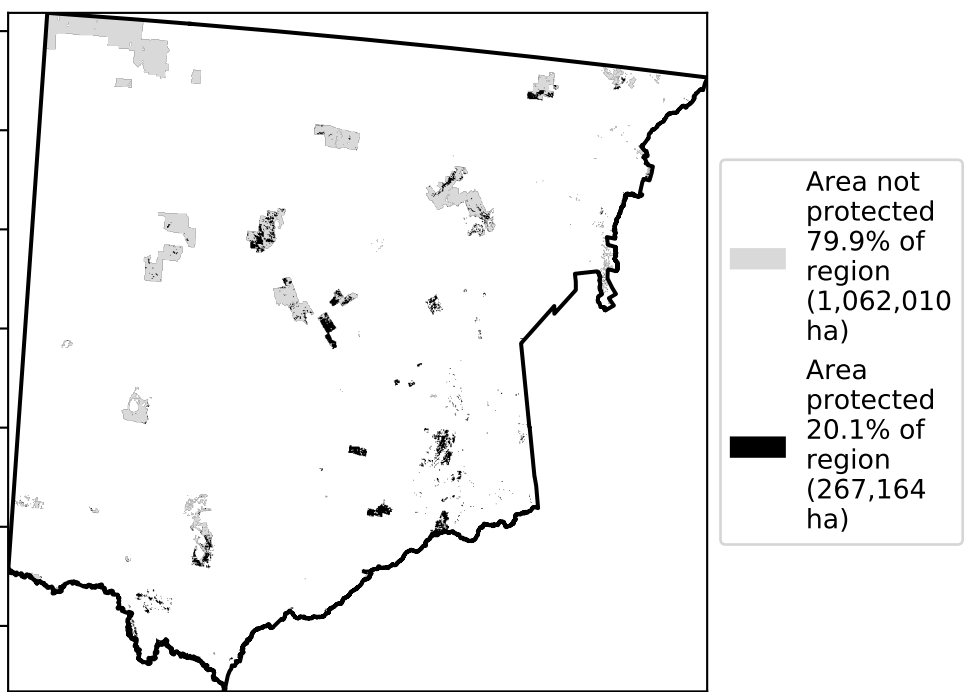 Area not
protected
79.9% of
region
(1,062,010
ha)
Area
protected
20.1% of
region
(267,164
ha)